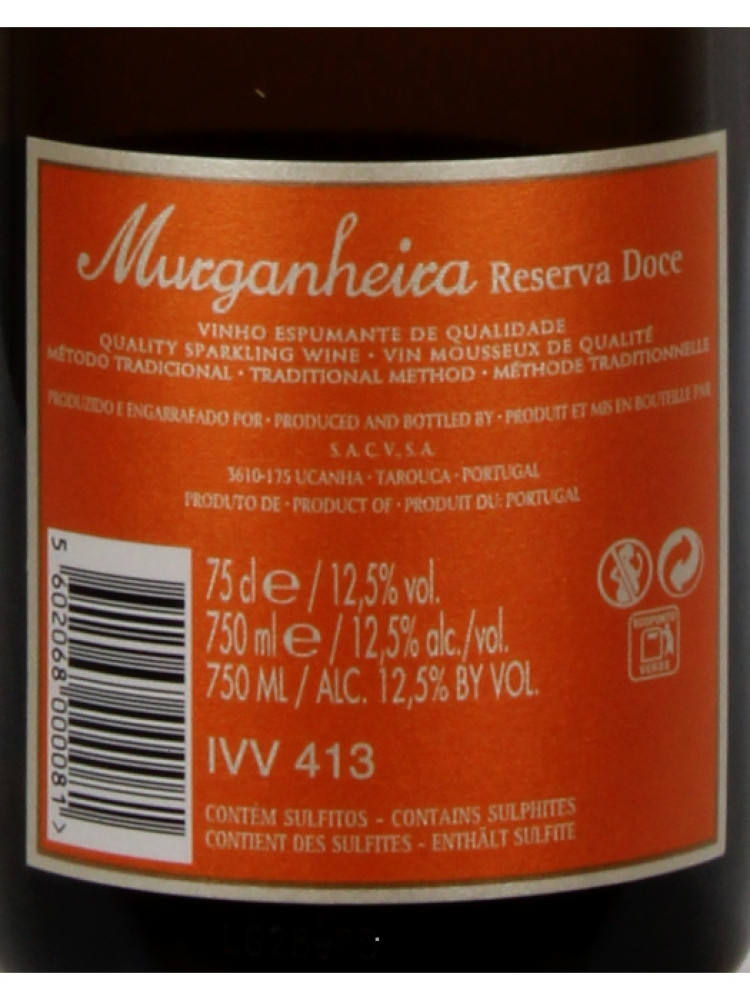 Murganheira Reserva Doce
VINHO ESPUMANTE DE QUALIDADE
QUALITY SPARKLING WINE • VIN MOUSSEUX DE QUALITÉ
MÉTODO TRADICIONAL • TRADITIONAL METHOD • MÉTHODE TRADITIONNELLE
PRODUZIDO E ENGARRAFADO POR • PRODUCED AND BOTTLED BY • PRODUIT ET MIS EN BOUTEILLE PAR
S. A. C. V., S. A.
3610-175 UCANHA • TAROUCA • PORTUGAL
PRODUTO DE • PRODUCT OF • PRODUIT DU: PORTUGAL
75 cl e / 12,5% vol.
750 ml e / 12,5% alc./vol.
750 ML / ALC. 12,5% BY VOL.
IVV 413
CONTÉM SULFITOS - CONTAINS SULPHITES
CONTIENT DES SULFITES - ENTHÄLT SULFITE
5 602068 000081 >
ECOPONTO
VERDE